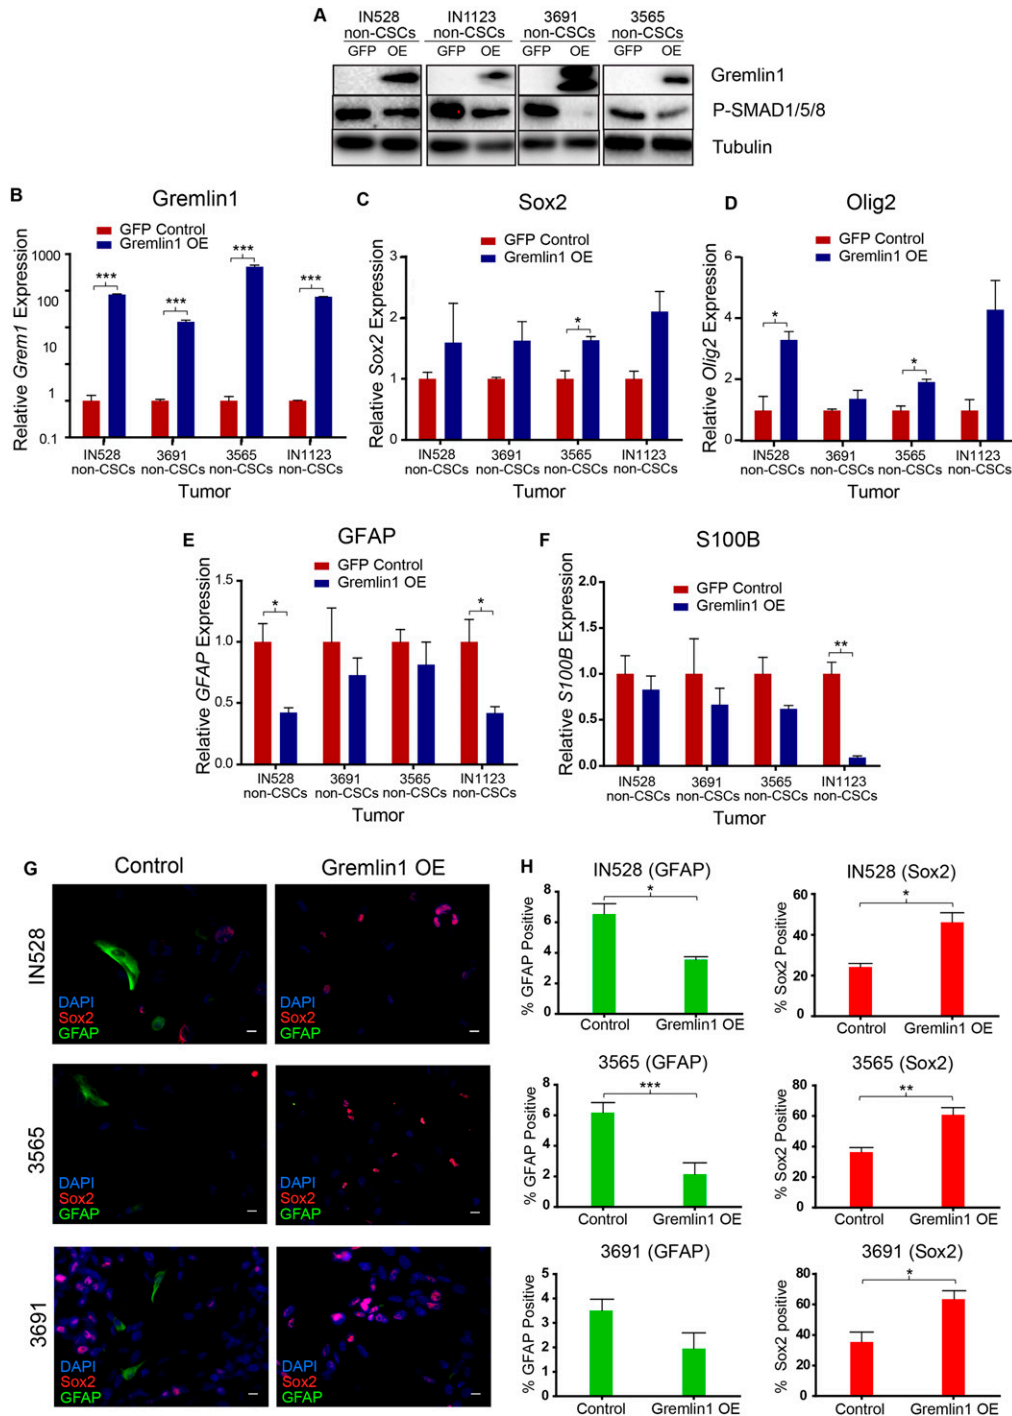 A
IN528 non-CSCs
IN1123 non-CSCs
3691 non-CSCs
3565 non-CSCs
GFP OE GFP OE GFP OE GFP OE
Gremlin1
P-SMAD1/5/8
Tubulin
B
Gremlin1
GFP Control
Gremlin1 OE
Relative Grem1 Expression
1000
100
10
1
0.1
***
***
***
***
IN528 non-CSCs
3691 non-CSCs
3565 non-CSCs
IN1123 non-CSCs
Tumor
C
Sox2
GFP Control
Gremlin1 OE
Relative Sox2 Expression
3
2
1
0
*
IN528 non-CSCs
3691 non-CSCs
3565 non-CSCs
IN1123 non-CSCs
Tumor
D
Olig2
GFP Control
Gremlin1 OE
Relative Olig2 Expression
6
4
2
0
*
*
IN528 non-CSCs
3691 non-CSCs
3565 non-CSCs
IN1123 non-CSCs
Tumor
E
GFAP
GFP Control
Gremlin1 OE
Relative GFAP Expression
1.5
1.0
0.5
0.0
*
*
IN528 non-CSCs
3691 non-CSCs
3565 non-CSCs
IN1123 non-CSCs
Tumor
F
S100B
GFP Control
Gremlin1 OE
Relative S100B Expression
2.0
1.5
1.0
0.5
0.0
**
IN528 non-CSCs
3691 non-CSCs
3565 non-CSCs
IN1123 non-CSCs
Tumor
G
Control
Gremlin1 OE
IN528
DAPI
Sox2
GFAP
DAPI
Sox2
GFAP
3565
DAPI
Sox2
GFAP
DAPI
Sox2
GFAP
3691
DAPI
Sox2
GFAP
DAPI
Sox2
GFAP
H
IN528 (GFAP)
% GFAP Positive
8
6
4
2
0
*
Control
Gremlin1 OE
IN528 (Sox2)
% Sox2 Positive
60
40
20
0
*
Control
Gremlin1 OE
3565 (GFAP)
% GFAP Positive
8
6
4
2
0
***
Control
Gremlin1 OE
3565 (Sox2)
% Sox2 Positive
80
60
40
20
0
**
Control
Gremlin1 OE
3691 (GFAP)
% GFAP Positive
5
4
3
2
1
0
Control
Gremlin1 OE
3691 (Sox2)
% Sox2 positive
80
60
40
20
0
*
Control
Gremlin1 OE